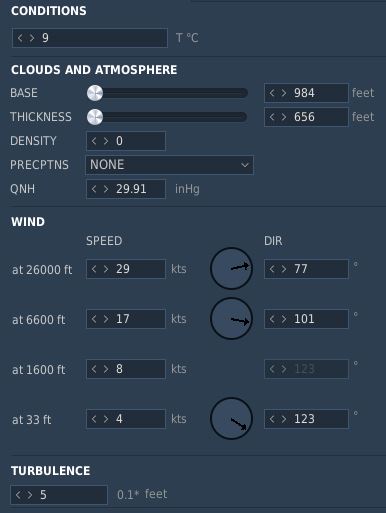 CONDITIONS
< > 9 T °C
CLOUDS AND ATMOSPHERE
BASE < > 984 feet
THICKNESS < > 656 feet
DENSITY < > 0
PRECPTNS NONE
QNH < > 29.91 inHg
WIND
SPEED DIR
at 26000 ft < > 29 kts < > 77 °
at 6600 ft < > 17 kts < > 101 °
at 1600 ft < > 8 kts < > 123 °
at 33 ft < > 4 kts < > 123 °
TURBULENCE
< > 5 0.1* feet